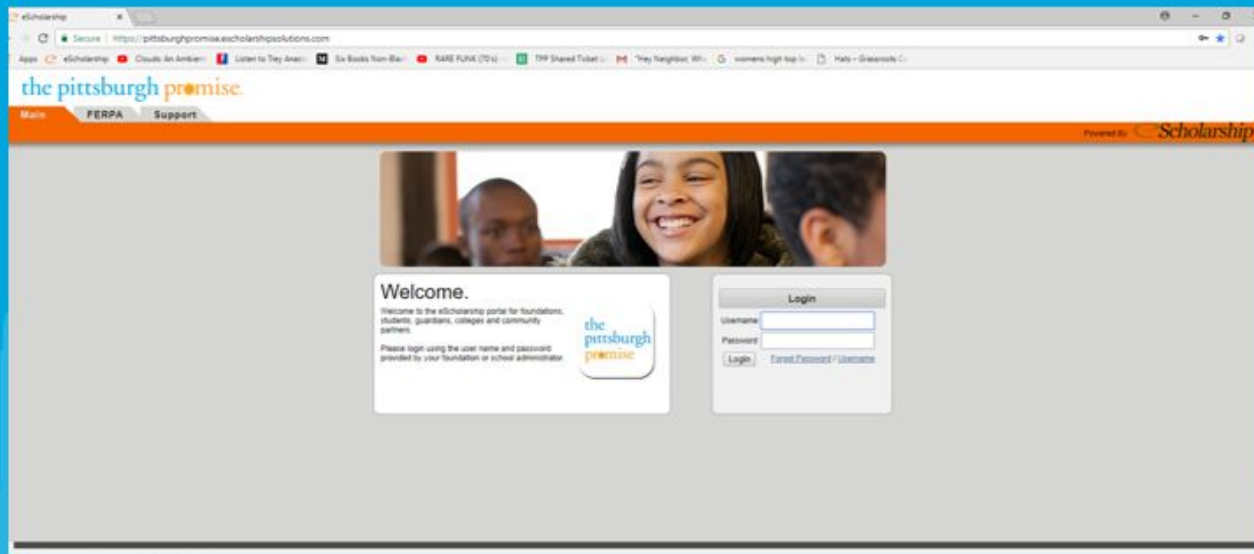 eScholarship
Secure | https://pittsburghpromise.escholarshipsolutions.com
Apps eScholarship Clouds: An Ambient Listen to Trey Anas Six Books Non-Blac RARE FUNK (70's) TPP Shared Ticket "Hey Neighbor, Wh womens high top Hats – Grassroots C
the pittsburgh promise.
Main FERPA Support
Powered By eScholarship
Welcome.
Welcome to the eScholarship portal for foundations,
students, guardians, colleges and community
partners.
Please login using the user name and password
provided by your foundation or school administrator
the
pittsburgh
promise
Login
Username
Password
Login Forgot Password / Username